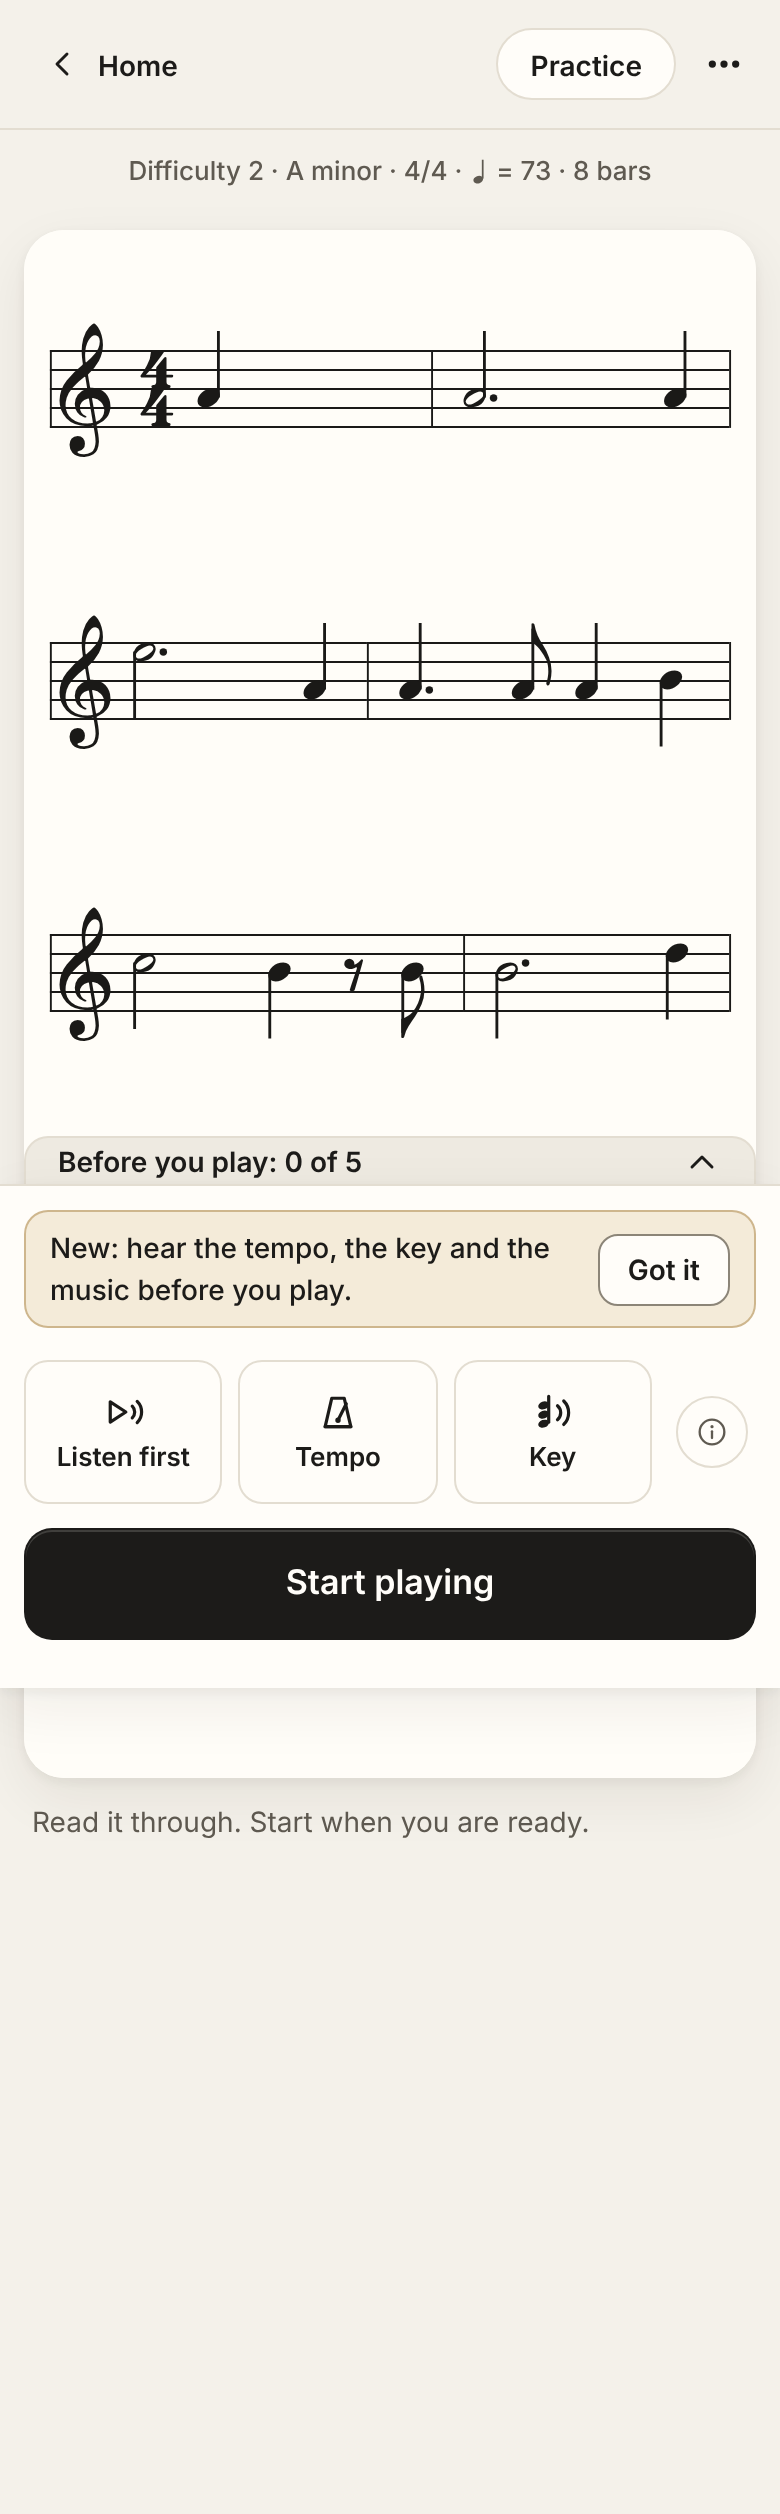 Home
Practice
Difficulty 2 · A minor · 4/4 · ♩ = 73 · 8 bars
4
4
Before you play: 0 of 5
New: hear the tempo, the key and the
music before you play.
Got it
Listen first
Tempo
Key
Start playing
Read it through. Start when you are ready.